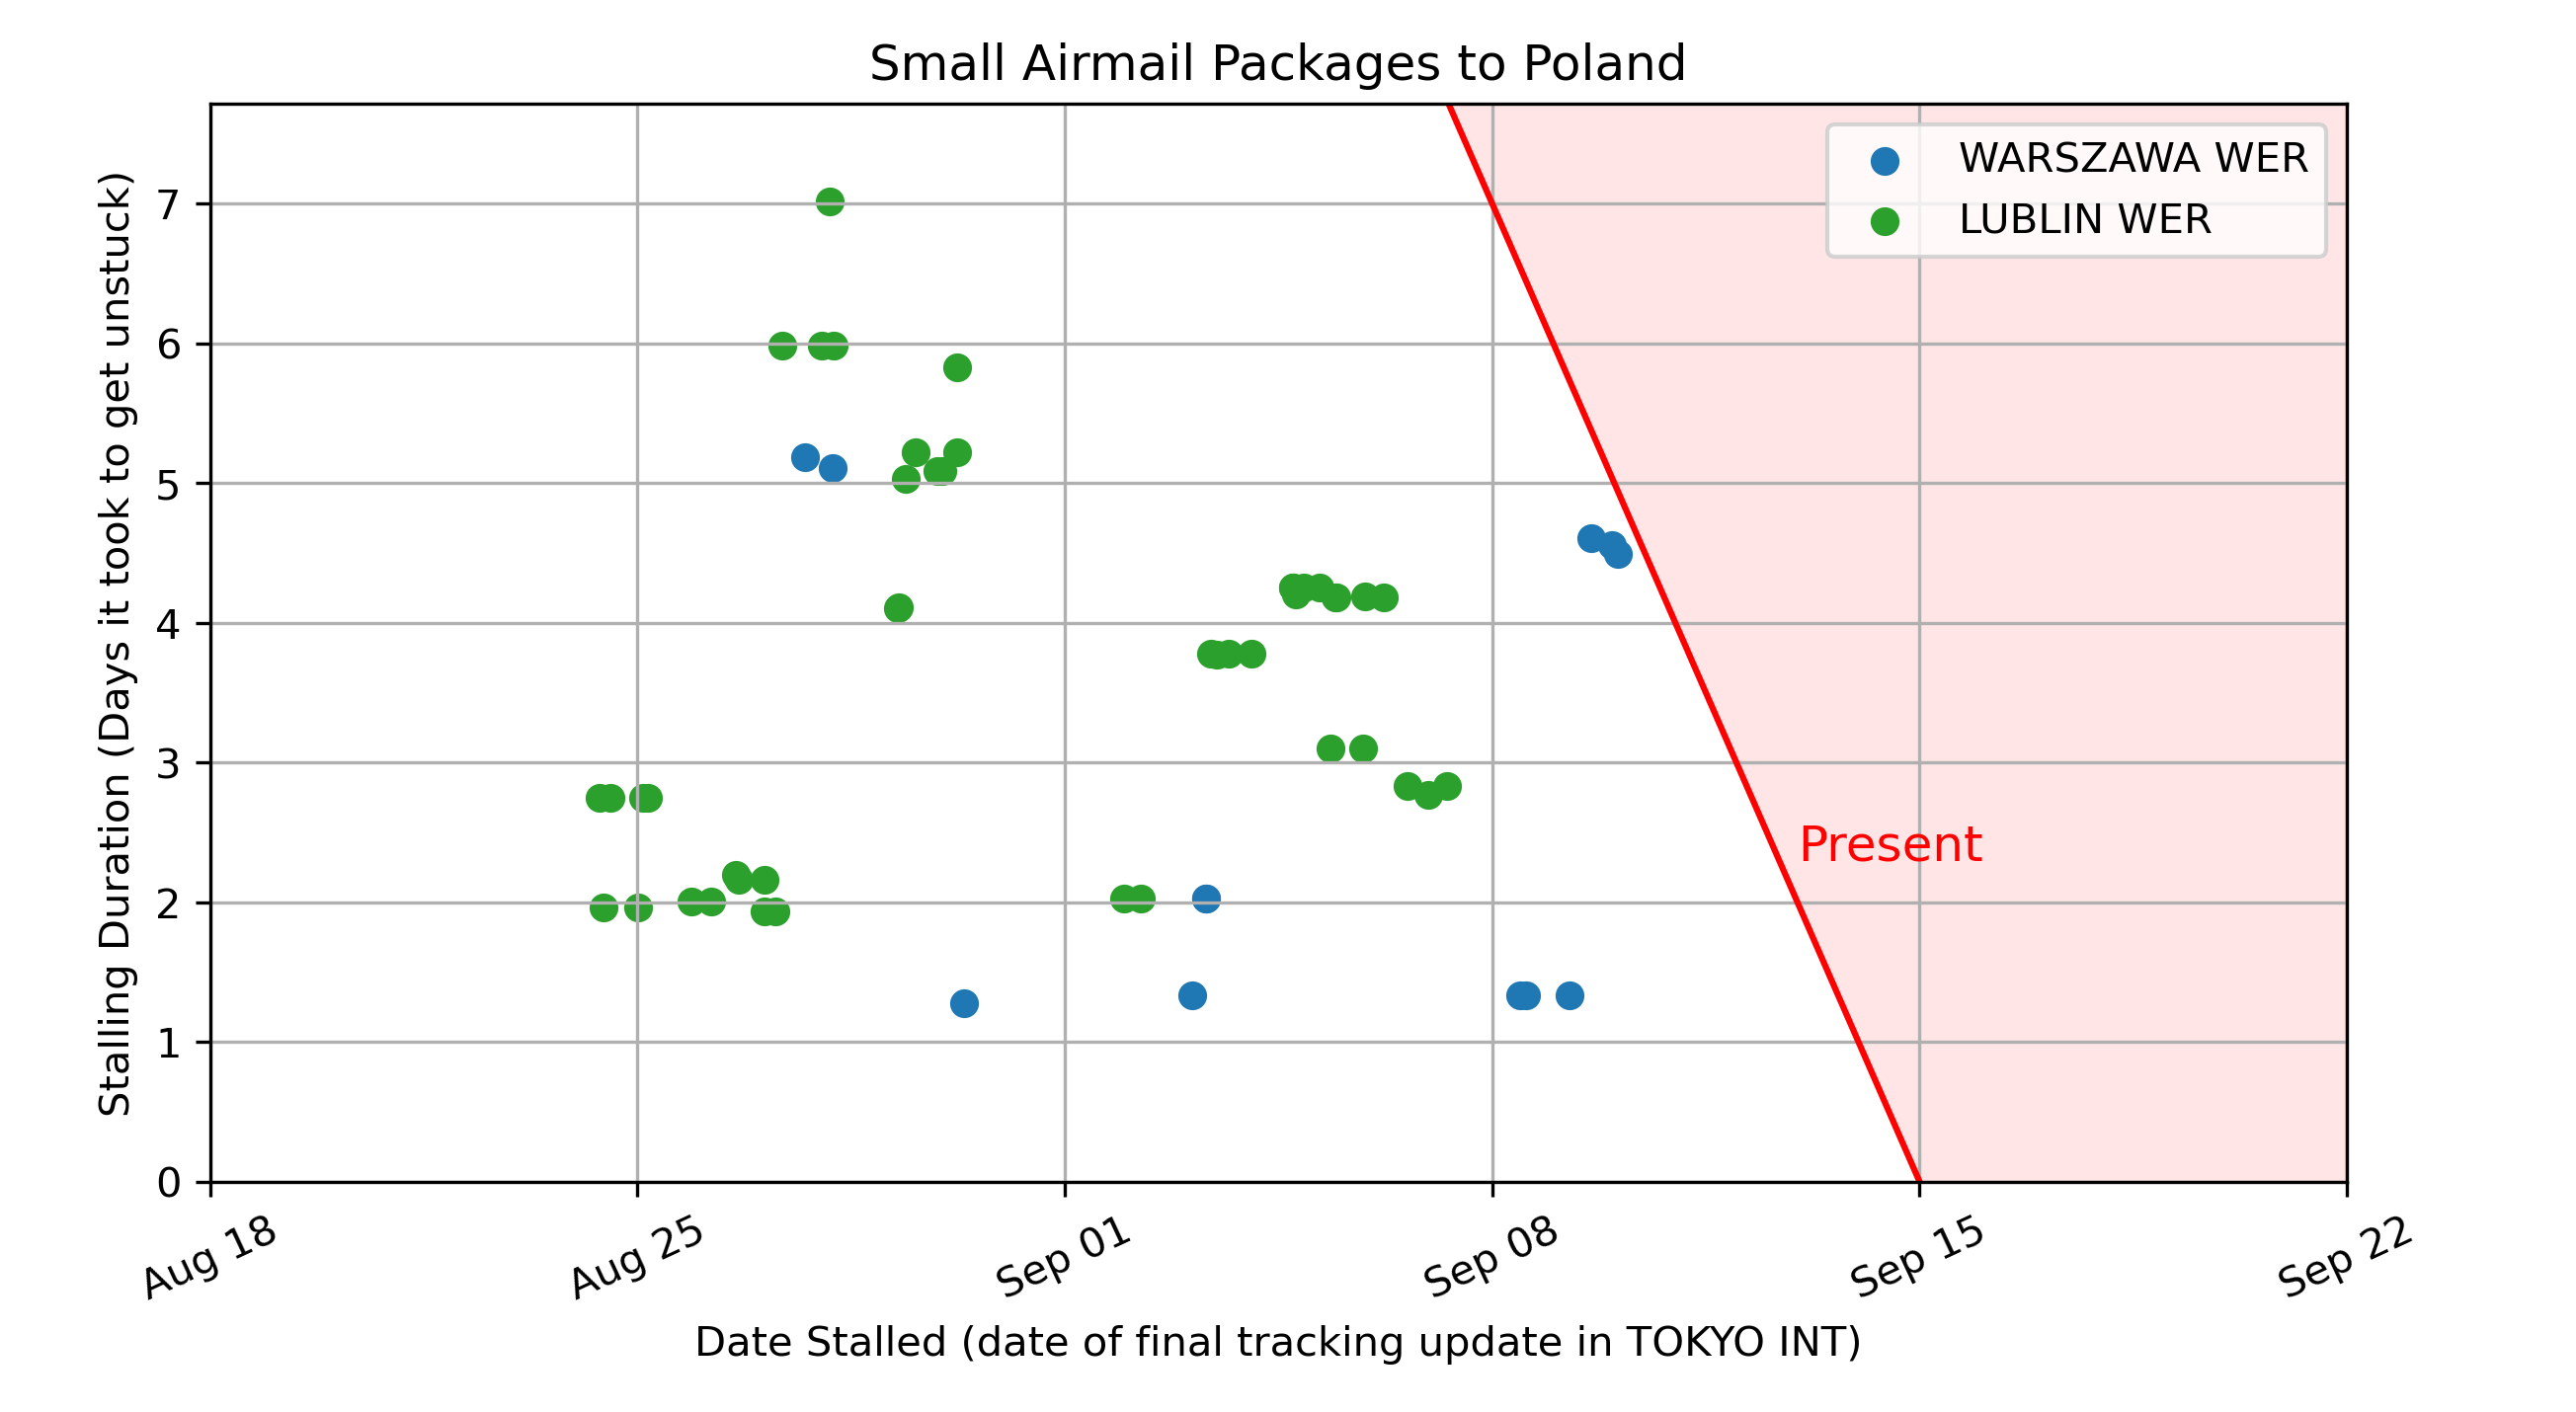 Small Airmail Packages to Poland
Stalling Duration (Days it took to get unstuck)
7
6
5
4
3
2
1
0
WARSZAWA WER
LUBLIN WER
Present
Aug 18
Aug 25
Sep 01
Sep 08
Sep 15
Sep 22
Date Stalled (date of final tracking update in TOKYO INT)